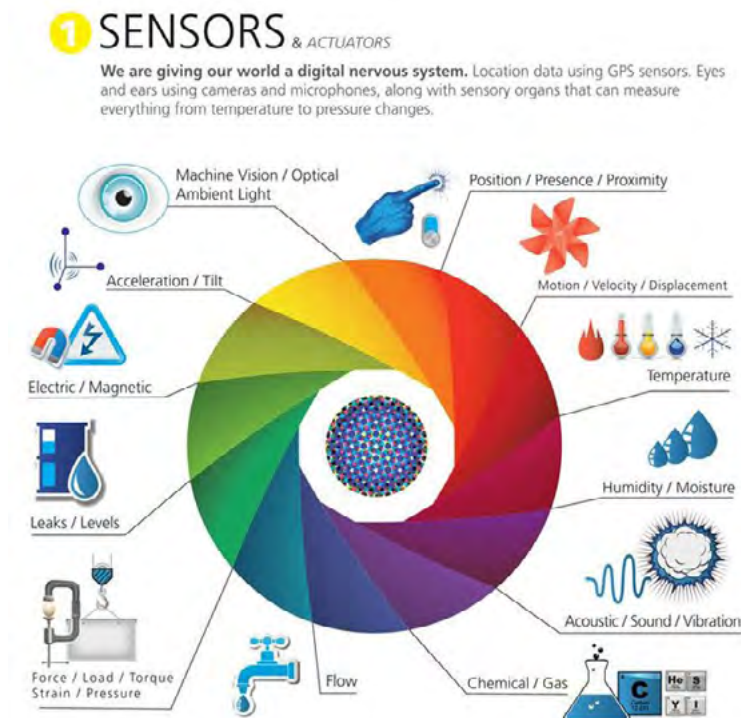 1 SENSORS & ACTUATORS
We are giving our world a digital nervous system. Location data using GPS sensors. Eyes
and ears using cameras and microphones, along with sensory organs that can measure
everything from temperature to pressure changes.
Machine Vision / Optical
Ambient Light
Position / Presence / Proximity
Acceleration / Tilt
Motion / Velocity / Displacement
Electric / Magnetic
Temperature
Leaks / Levels
Humidity / Moisture
Acoustic / Sound / Vibration
Force / Load / Torque
Strain / Pressure
Flow
Chemical / Gas
C
He S
Y I